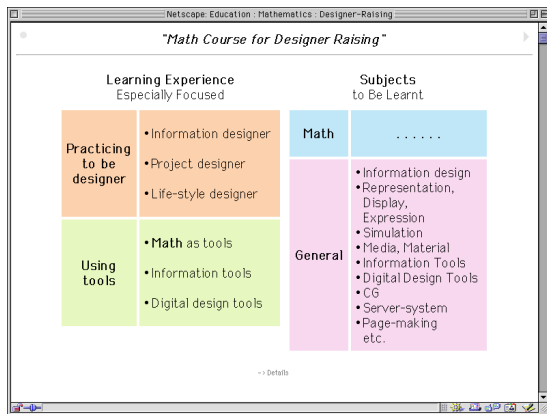 Netscape: Education : Mathematics : Designer-Raising
"Math Course for Designer Raising"
Learning Experience
Especially Focused
Practicing
to be
designer
•Information designer
•Project designer
•Life-style designer
Using
tools
•Math as tools
•Information tools
•Digital design tools
Subjects
to Be Learnt
Math
......
General
•Information design
•Representation,
Display,
Expression
•Simulation
•Media, Material
•Information Tools
•Digital Design Tools
•CG
•Server-system
•Page-making
etc.
-> Details